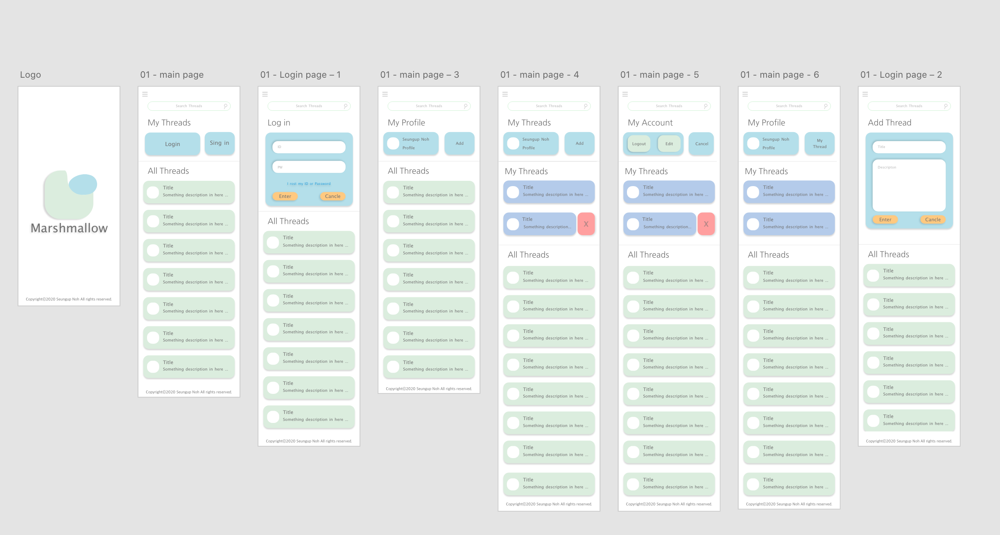 Logo
Marshmallow
Copyright©2020 Seungup Noh All rights reserved.
01 - main page
Search Threads
My Threads
Login
Sing in
All Threads
Title
Something description in here ...
Title
Something description in here ...
Title
Something description in here ...
Title
Something description in here ...
Title
Something description in here ...
Title
Something description in here ...
Title
Something description in here ...
Copyright©2020 Seungup Noh All rights reserved.
01 - Login page – 1
Search Threads
Log in
ID
PW
I rost my ID or Password
Enter
Cancle
All Threads
Title
Something description in here ...
Title
Something description in here ...
Title
Something description in here ...
Title
Something description in here ...
Title
Something description in here ...
Title
Something description in here ...
Title
Something description in here ...
Copyright©2020 Seungup Noh All rights reserved.
01 - main page – 3
Search Threads
My Profile
Seungup Noh
Profile
Add
All Threads
Title
Something description in here ...
Title
Something description in here ...
Title
Something description in here ...
Title
Something description in here ...
Title
Something description in here ...
Title
Something description in here ...
Title
Something description in here ...
Copyright©2020 Seungup Noh All rights reserved.
01 - main page - 4
Search Threads
My Threads
Seungup Noh
Profile
Add
My Threads
Title
Something description in here ...
Title
Something description...
X
All Threads
Title
Something description in here ...
Title
Something description in here ...
Title
Something description in here ...
Title
Something description in here ...
Title
Something description in here ...
Title
Something description in here ...
Title
Something description in here ...
Title
Something description in here ...
Copyright©2020 Seungup Noh All rights reserved.
01 - main page - 5
Search Threads
My Account
Logout
Edit
Cancel
My Threads
Title
Something description in here ...
Title
Something description...
X
All Threads
Title
Something description in here ...
Title
Something description in here ...
Title
Something description in here ...
Title
Something description in here ...
Title
Something description in here ...
Title
Something description in here ...
Title
Something description in here ...
Title
Something description in here ...
Copyright©2020 Seungup Noh All rights reserved.
01 - main page - 6
Search Threads
My Profile
Seungup Noh
Profile
My
Thread
My Threads
Title
Something description in here ...
Title
Something description in here ...
All Threads
Title
Something description in here ...
Title
Something description in here ...
Title
Something description in here ...
Title
Something description in here ...
Title
Something description in here ...
Title
Something description in here ...
Title
Something description in here ...
Title
Something description in here ...
Copyright©2020 Seungup Noh All rights reserved.
01 - Login page – 2
Search Threads
Add Thread
Title
Descripton
Enter
Cancle
All Threads
Title
Something description in here ...
Title
Something description in here ...
Title
Something description in here ...
Title
Something description in here ...
Title
Something description in here ...
Title
Something description in here ...
Copyright©2020 Seungup Noh All rights reserved.